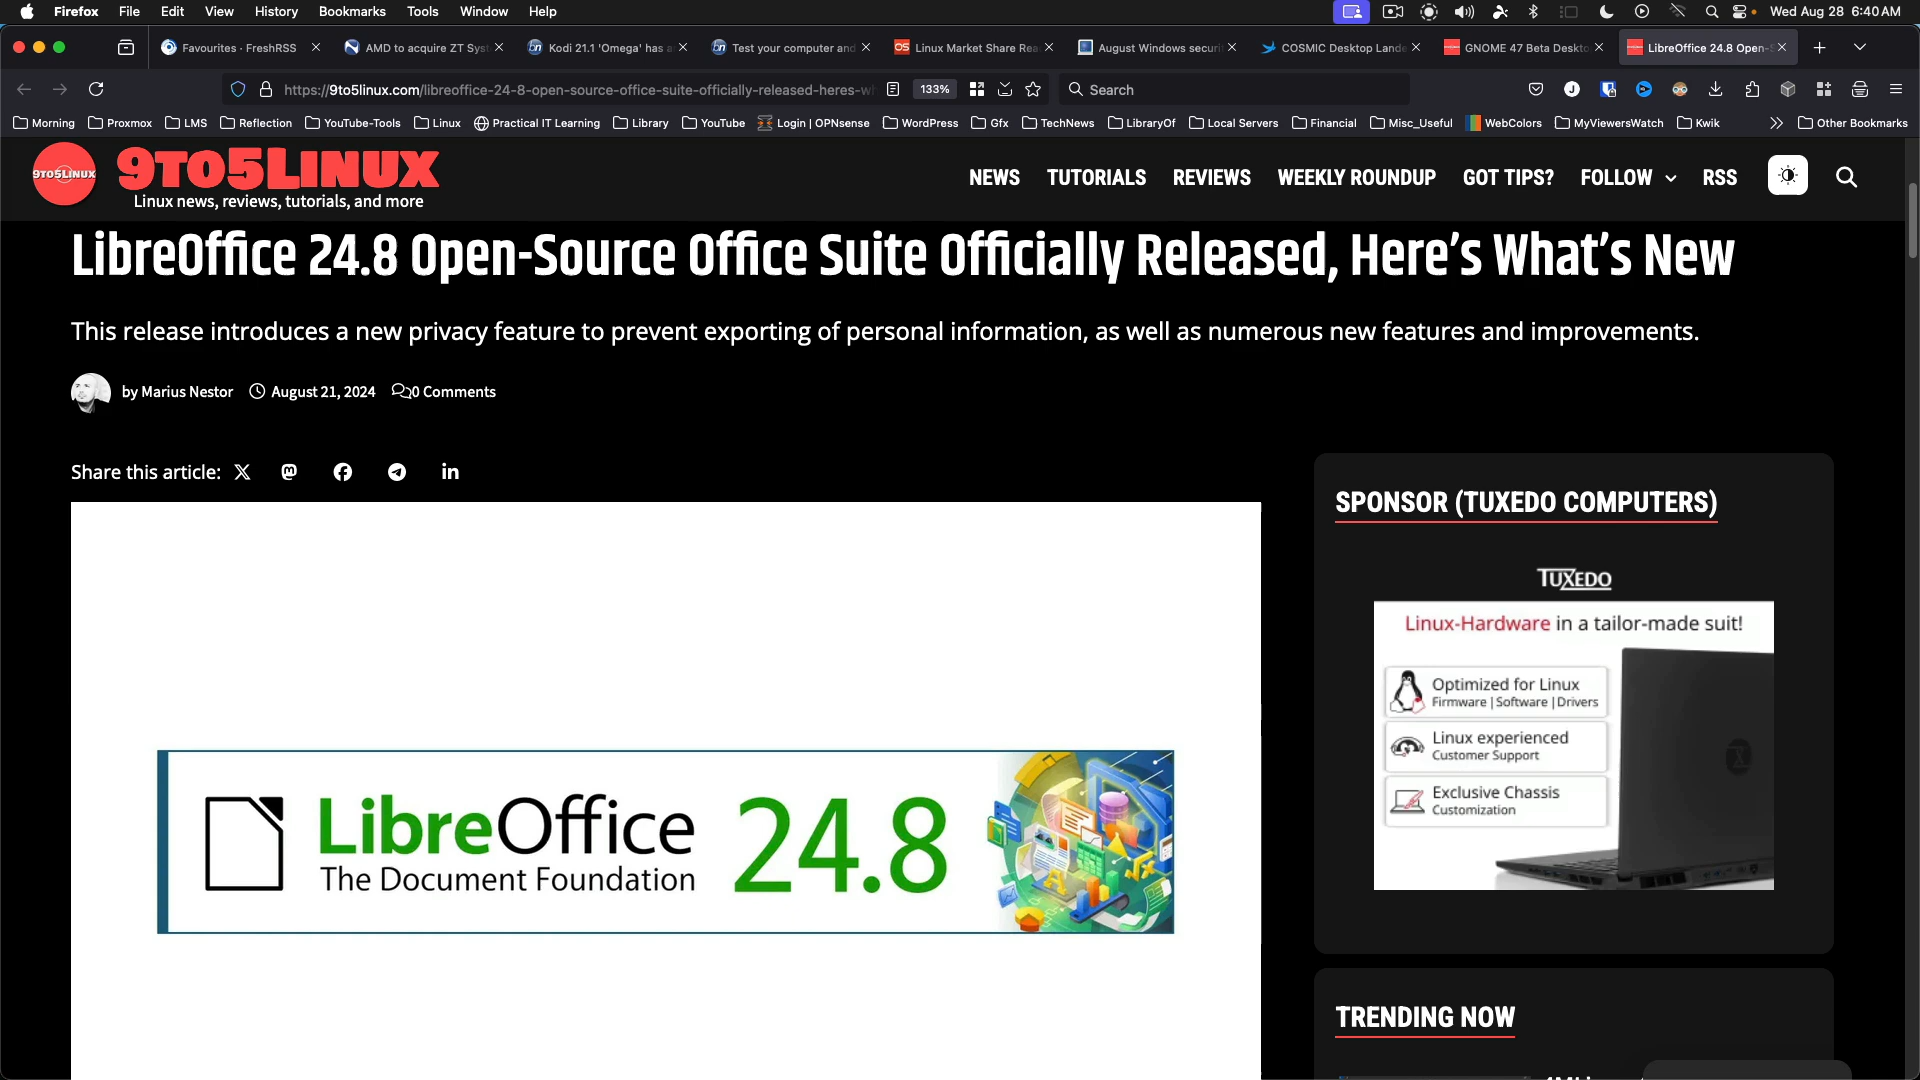 Firefox File Edit View History Bookmarks Tools Window Help Wed Aug 28 6:40 AM
Favourites · FreshRSS AMD to acquire ZT Syst Kodi 21.1 'Omega' has a Test your computer and Linux Market Share Rea August Windows securi COSMIC Desktop Lande GNOME 47 Beta Deskto LibreOffice 24.8 Open-S
https://9to5linux.com/libreoffice-24-8-open-source-office-suite-officially-released-heres-wh 133% Search
Morning Proxmox LMS Reflection YouTube-Tools Linux Practical IT Learning Library YouTube Login | OPNsense WordPress Gfx TechNews LibraryOf Local Servers Financial Misc_Useful WebColors MyViewersWatch Kwik Other Bookmarks
9TO5LINUX 9TO5LINUX
Linux news, reviews, tutorials, and more
NEWS TUTORIALS REVIEWS WEEKLY ROUNDUP GOT TIPS? FOLLOW RSS
LibreOffice 24.8 Open-Source Office Suite Officially Released, Here's What's New
This release introduces a new privacy feature to prevent exporting of personal information, as well as numerous new features and improvements.
by Marius Nestor August 21, 2024 0 Comments
Share this article:
LibreOffice 24.8
The Document Foundation
SPONSOR (TUXEDO COMPUTERS)
TUXEDO
Linux-Hardware in a tailor-made suit!
Optimized for Linux
Firmware | Software | Drivers
Linux experienced
Customer Support
Exclusive Chassis
Customization
TRENDING NOW